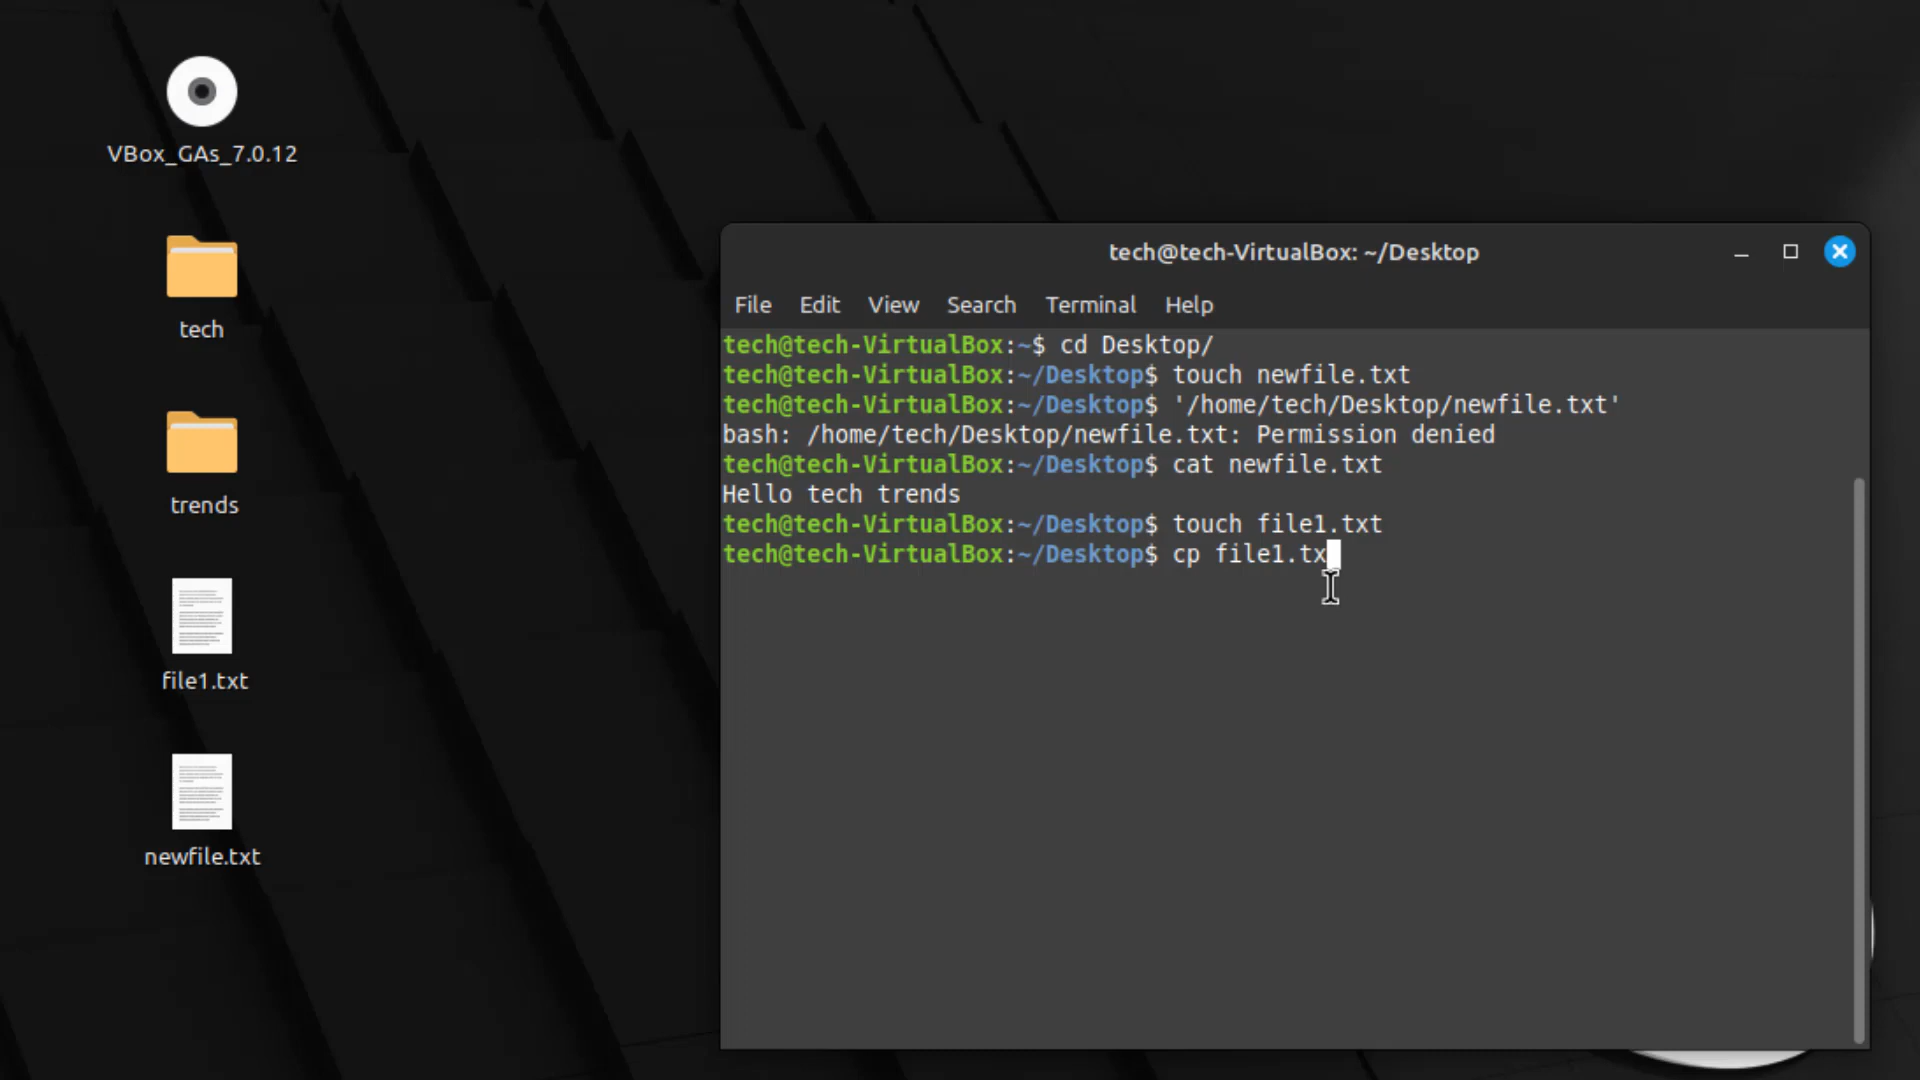 VBox_GAs_7.0.12
tech
trends
file1.txt
newfile.txt
tech@tech-VirtualBox: ~/Desktop
File Edit View Search Terminal Help
tech@tech-VirtualBox:~$ cd Desktop/
tech@tech-VirtualBox:~/Desktop$ touch newfile.txt
tech@tech-VirtualBox:~/Desktop$ '/home/tech/Desktop/newfile.txt'
bash: /home/tech/Desktop/newfile.txt: Permission denied
tech@tech-VirtualBox:~/Desktop$ cat newfile.txt
Hello tech trends
tech@tech-VirtualBox:~/Desktop$ touch file1.txt
tech@tech-VirtualBox:~/Desktop$ cp file1.tx